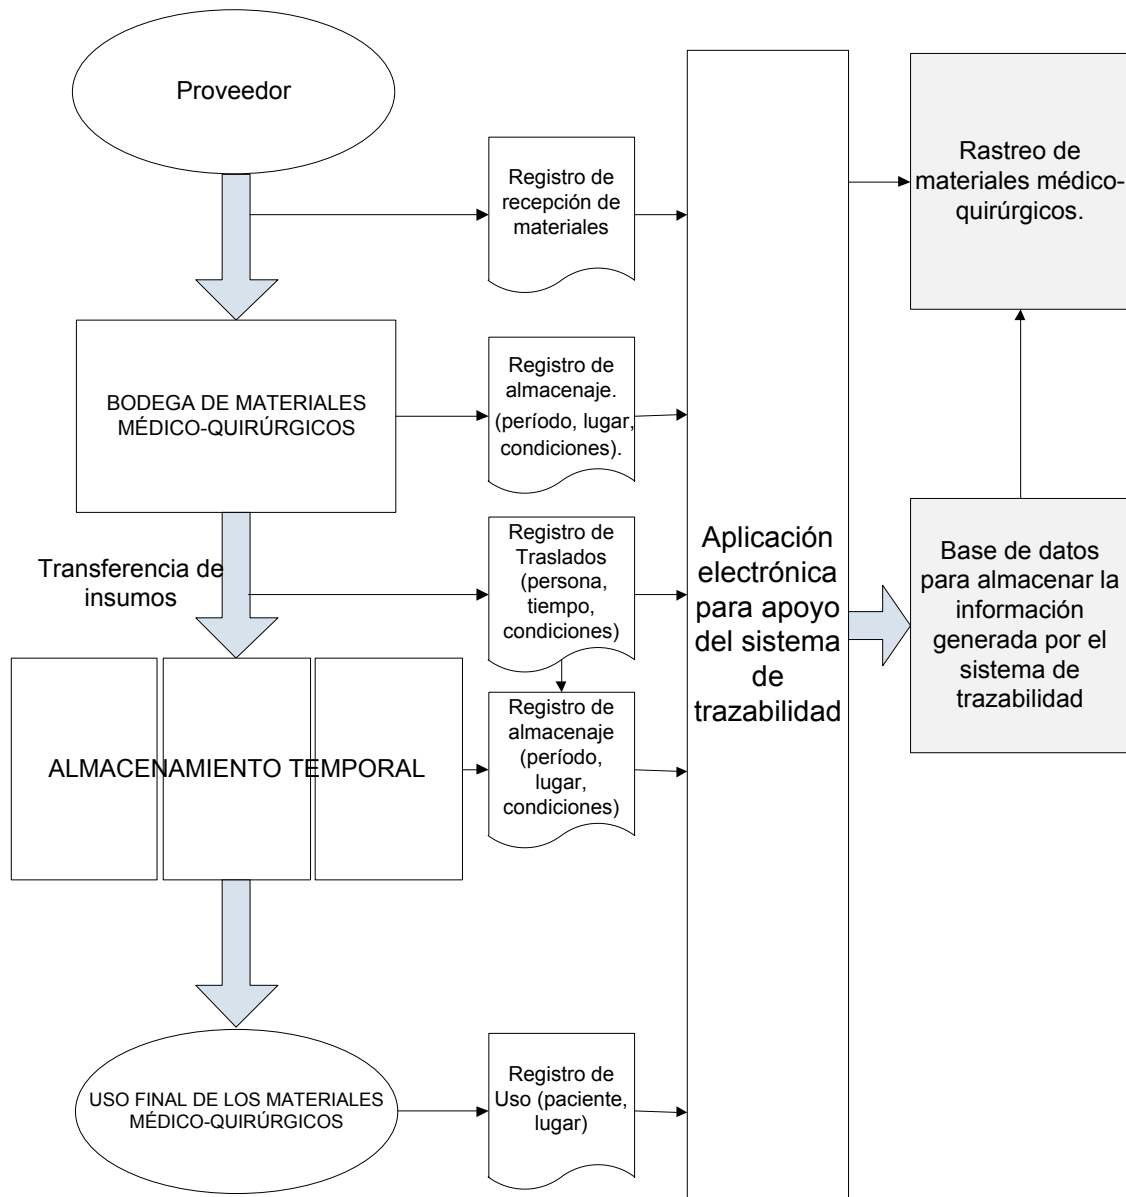 Proveedor
Registro de
recepción de
materiales
Rastreo de
materiales médico-
quirúrgicos.
BODEGA DE MATERIALES
MÉDICO-QUIRÚRGICOS
Registro de
almacenaje.
(período, lugar,
condiciones).
Transferencia de
insumos
Registro de
Traslados
(persona,
tiempo,
condiciones)
Aplicación
electrónica
para apoyo
del sistema
de
trazabilidad
Base de datos
para almacenar la
información
generada por el
sistema de
trazabilidad
ALMACENAMIENTO TEMPORAL
Registro de
almacenaje
(período,
lugar,
condiciones)
USO FINAL DE LOS MATERIALES
MÉDICO-QUIRÚRGICOS
Registro de
Uso (paciente,
lugar)